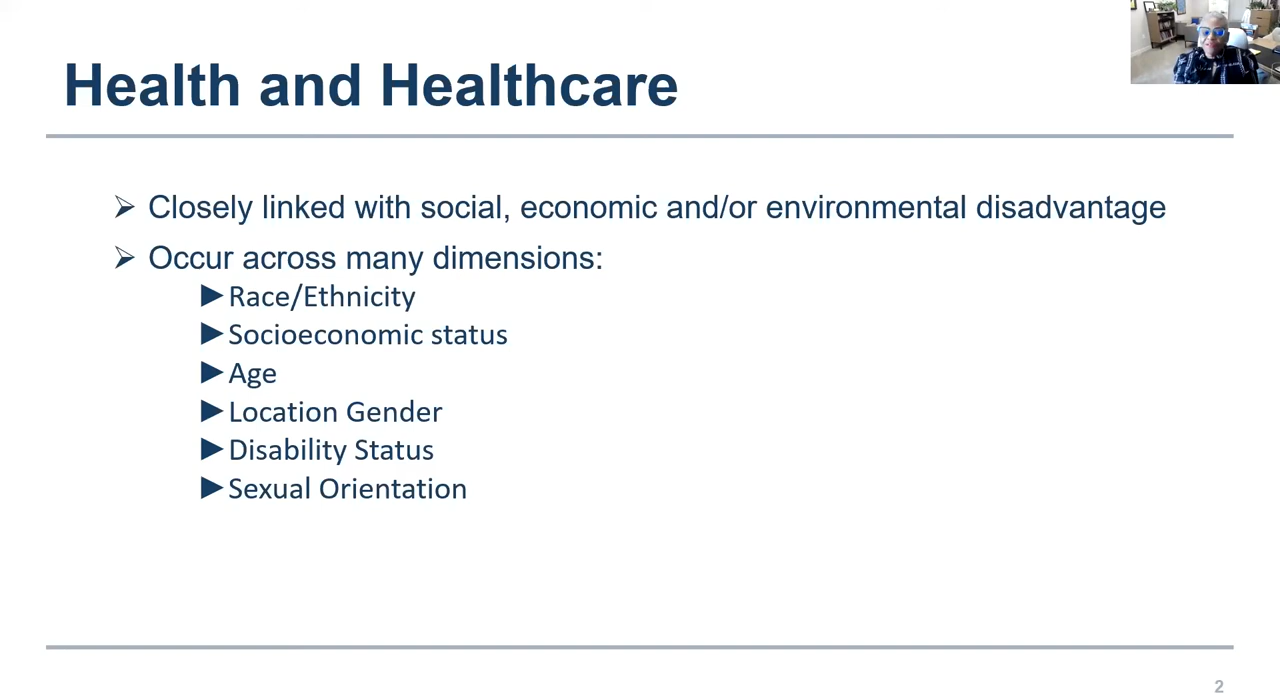 Health and Healthcare
➢ Closely linked with social, economic and/or environmental disadvantage
➢ Occur across many dimensions:
►Race/Ethnicity
►Socioeconomic status
►Age
►Location Gender
►Disability Status
►Sexual Orientation
2